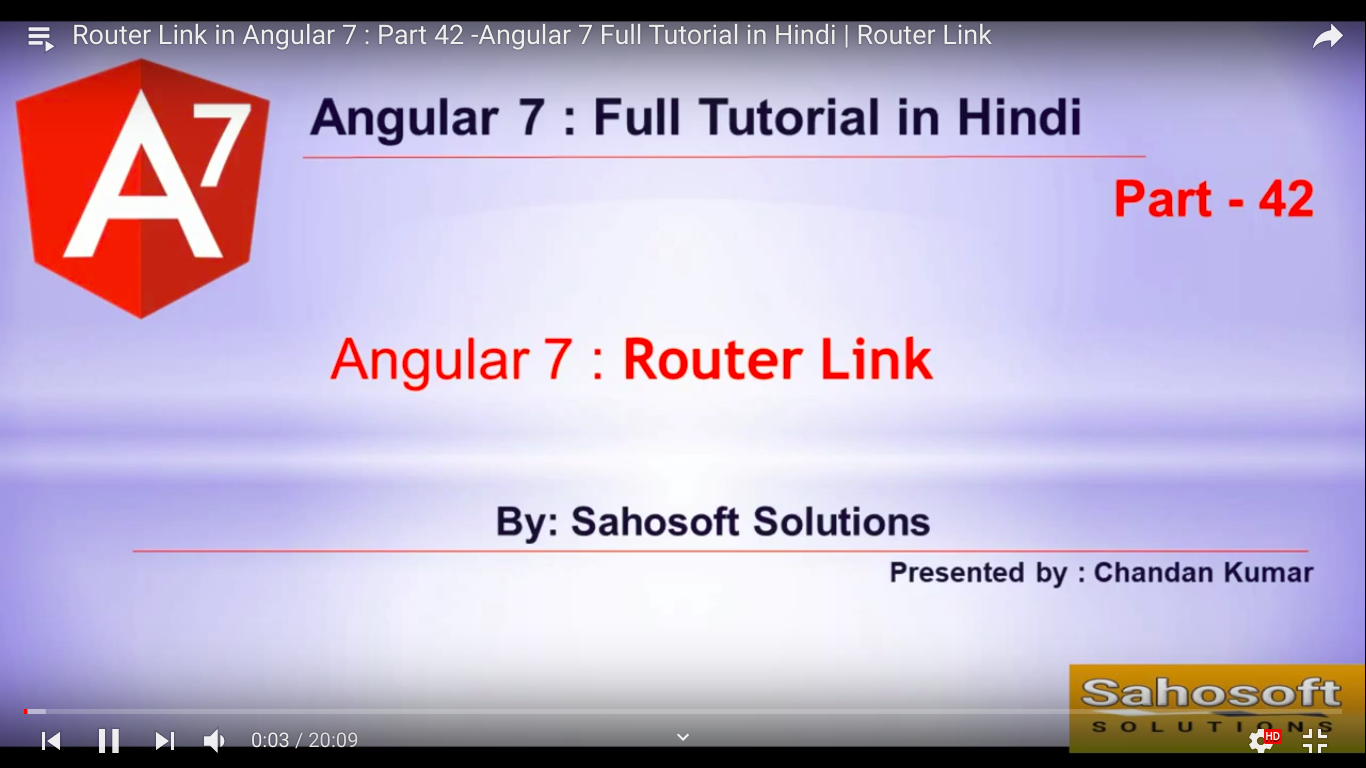 Router Link in Angular 7 : Part 42 -Angular 7 Full Tutorial in Hindi | Router Link
A7
Angular 7 : Full Tutorial in Hindi
Part - 42
Angular 7 : Router Link
By: Sahosoft Solutions
Presented by : Chandan Kumar
Sahosoft
SOLUTIONS
0:03 / 20:09
HD